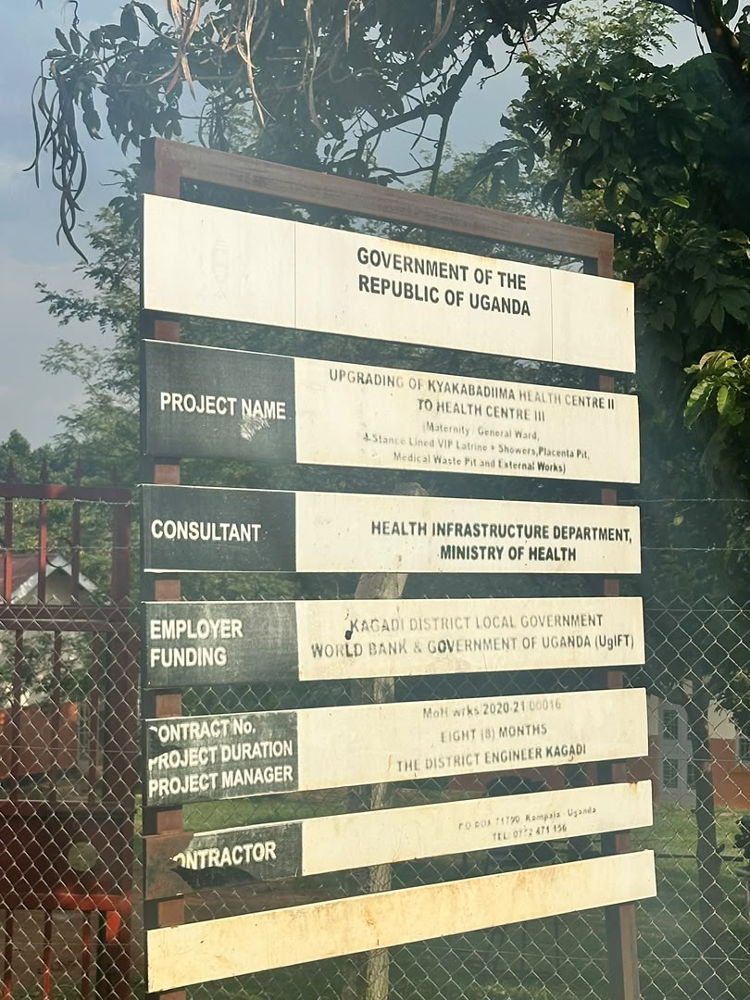 GOVERNMENT OF THE
REPUBLIC OF UGANDA
PROJECT NAME
UPGRADING OF KYAKABADIIMA HEALTH CENTRE II
TO HEALTH CENTRE III
(Maternity General Ward,
4-Stance Lined VIP Latrine + Showers,Placenta Pit,
Medical Waste Pit and External Works)
CONSULTANT
HEALTH INFRASTRUCTURE DEPARTMENT,
MINISTRY OF HEALTH
EMPLOYER
FUNDING
KAGADI DISTRICT LOCAL GOVERNMENT
WORLD BANK & GOVERNMENT OF UGANDA (UgIFT)
ONTRACT No.
PROJECT DURATION
PROJECT MANAGER
MoH wrks/2020-21/00016
EIGHT (8) MONTHS
THE DISTRICT ENGINEER KAGADI
ONTRACTOR
P.O.BOX Kampala - Uganda
TEL: 0772 471 156